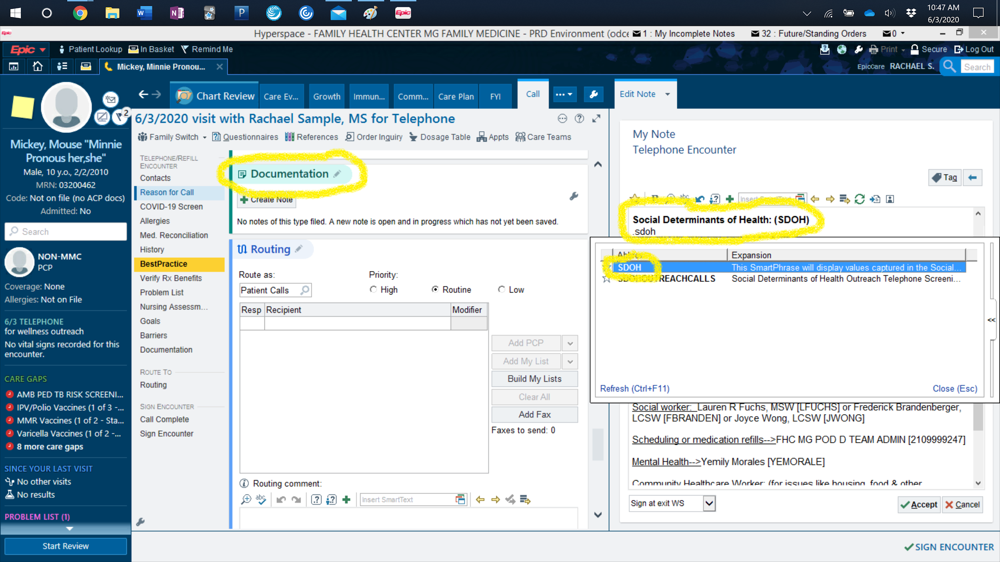 10:47 AM
6/3/2020
Epic
Hyperspace - FAMILY HEALTH CENTER MG FAMILY MEDICINE - PRD Environment (odce
1 : My Incomplete Notes
32 : Future/Standing Orders
0
Epic
Patient Lookup
In Basket
Remind Me
Print
Secure
Log Out
Mickey, Minnie Pronou...
EpicCare
RACHAEL S.
Search
Chart Review
Care Ev...
Growth
Immun...
Comm...
Care Plan
FYI
Call
Edit Note
2
Mickey, Mouse "Minnie
Pronous her,she"
Male, 10 y.o., 2/2/2010
MRN: 03200462
Code: Not on file (no ACP docs)
Admitted: No
Search
NON-MMC
PCP
Coverage: None
Allergies: Not on File
6/3 TELEPHONE
for wellness outreach
No vital signs recorded for this
encounter.
CARE GAPS
AMB PED TB RISK SCREENI...
IPV/Polio Vaccines (1 of 3 -...
MMR Vaccines (1 of 2 - Sta...
Varicella Vaccines (1 of 2 -...
8 more care gaps
SINCE YOUR LAST VISIT
No other visits
No results
PROBLEM LIST (1)
Start Review
6/3/2020 visit with Rachael Sample, MS for Telephone
Family Switch
Questionnaires
References
Order Inquiry
Dosage Table
Appts
Care Teams
TELEPHONE/REFILL
ENCOUNTER
Contacts
Reason for Call
COVID-19 Screen
Allergies
Med. Reconciliation
History
BestPractice
Verify Rx Benefits
Problem List
Nursing Assessm...
Goals
Barriers
Documentation
ROUTE TO
Routing
SIGN ENCOUNTER
Call Complete
Sign Encounter
Documentation
Create Note
No notes of this type filed. A new note is open and in progress which has not yet been saved.
Routing
Route as:
Priority:
Patient Calls
High
Routine
Low
Resp
Recipient
Modifier
Add PCP
Add My List
Build My Lists
Clear All
Add Fax
Faxes to send: 0
Routing comment:
Insert SmartText
My Note
Telephone Encounter
Tag
Insert SmartText
Social Determinants of Health: (SDOH)
.sdoh
Abbrev
Expansion
SDOH
This SmartPhrase will display values captured in the Social...
SDOHOUTREACHCALLS
Social Determinants of Health Outreach Telephone Screeni...
Refresh (Ctrl+F11)
Close (Esc)
<<
Social worker: Lauren R Fuchs, MSW [LFUCHS] or Frederick Brandenberger,
LCSW [FBRANDEN] or Joyce Wong, LCSW [JWONG]
Scheduling or medication refills-->FHC MG POD D TEAM ADMIN [2109999247]
Mental Health-->Yemily Morales [YEMORALE]
Community Healthcare Worker: (for issues like housing, food & other
Sign at exit WS
Accept
Cancel
SIGN ENCOUNTER